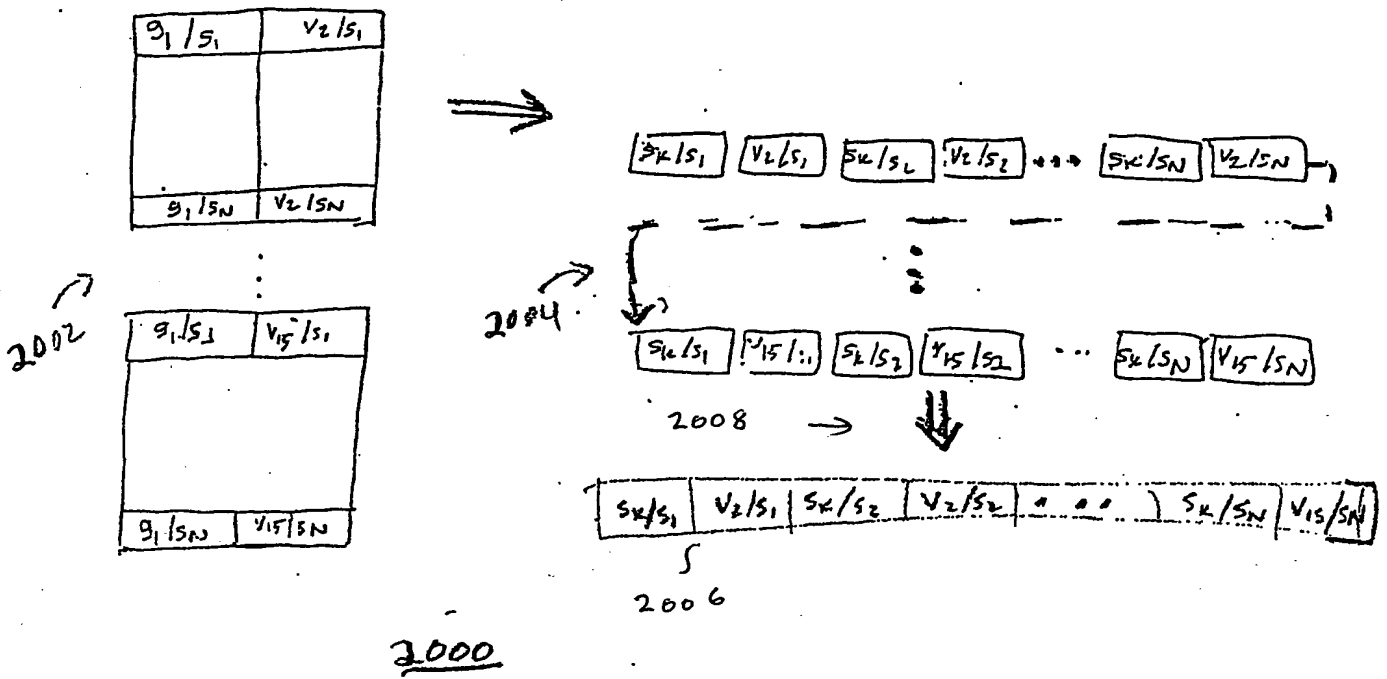 g₁/s₁ v₂/s₁
g₁/sN v₂/sN
2002
g₁/s₁ v₁₅/s₁
g₁/sN v₁₅/sN
sk/s₁ v₂/s₁ sk/s₂ v₂/s₂ ... sk/sN v₂/sN
2004
sk/s₁ sk/s₂ v₁₅/s₂ ... sk/sN v₁₅/sN
2008
sk/s₁ v₂/s₁ sk/s₂ v₂/s₂ ... sk/sN v₁₅/sN
2006
2000